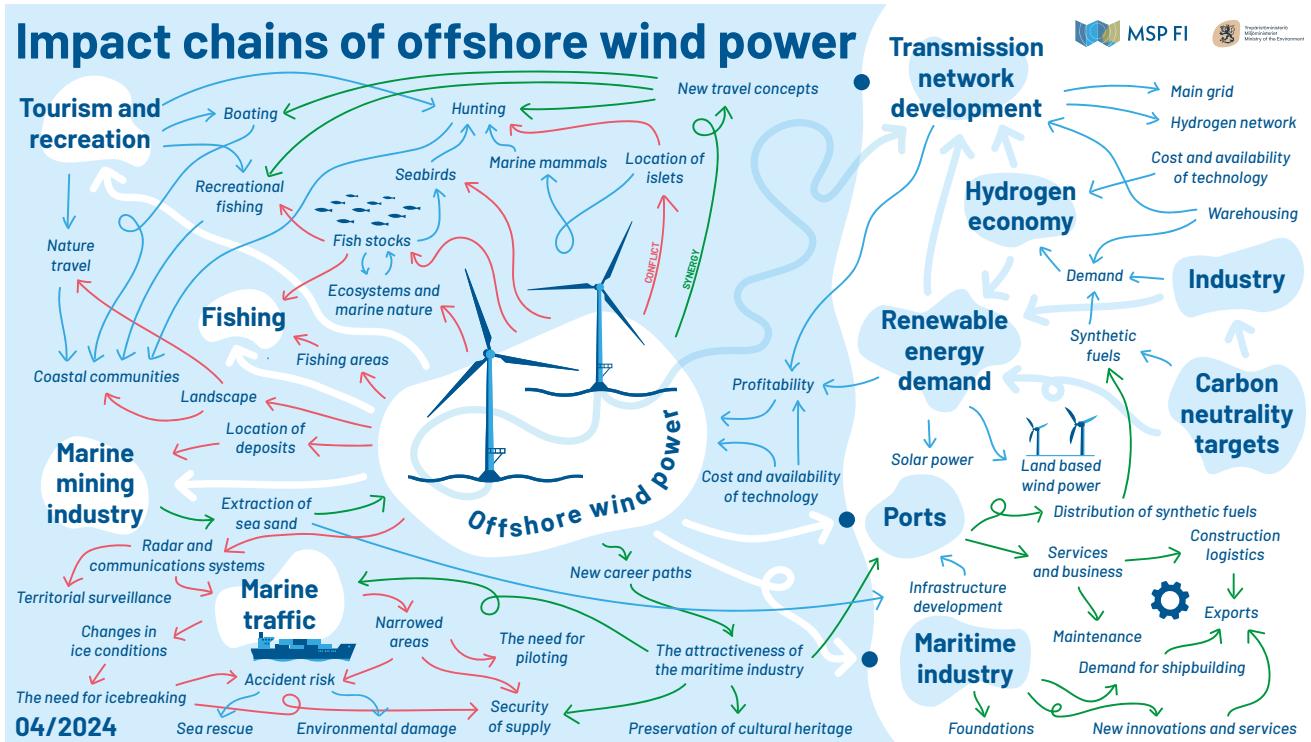 Impact chains of offshore wind power
MSP FI
Ympäristöministeriö
Miljöministeriet
Ministry of the Environment
Transmission
network
development
Main grid
Hydrogen network
Cost and availability
of technology
Warehousing
Hydrogen
economy
Demand
Industry
Synthetic
fuels
Renewable
energy
demand
Carbon
neutrality
targets
Solar power
Land based
wind power
Tourism and
recreation
Boating
Hunting
New travel concepts
Recreational
fishing
Seabirds
Marine mammals
Location of
islets
Nature
travel
Fish stocks
Ecosystems and
marine nature
CONFLICT
SYNERGY
Fishing
Fishing areas
Coastal communities
Landscape
Location of
deposits
Profitability
Cost and availability
of technology
Offshore wind power
Marine
mining
industry
Extraction of
sea sand
Radar and
communications systems
Territorial surveillance
Marine
traffic
Changes in
ice conditions
Narrowed
areas
The need for
piloting
Accident risk
The need for icebreaking
Sea rescue
Environmental damage
Security
of supply
New career paths
The attractiveness of
the maritime industry
Preservation of cultural heritage
Ports
Distribution of synthetic fuels
Services
and business
Construction
logistics
Infrastructure
development
Exports
Maintenance
Maritime
industry
Demand for shipbuilding
Foundations
New innovations and services
04/2024